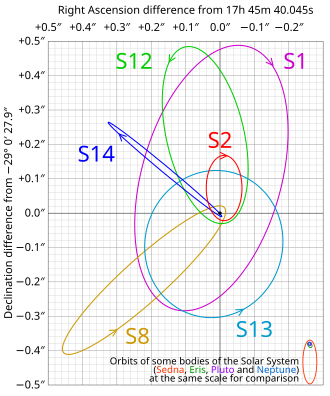 Right Ascension difference from 17h 45m 40.045s
+0.5″ +0.4″ +0.3″ +0.2″ +0.1″ 0.0″ −0.1″ −0.2″
Declination difference from −29° 0′ 27.9″
+0.5″
+0.4″
+0.3″
+0.2″
+0.1″
0.0″
−0.1″
−0.2″
−0.3″
−0.4″
−0.5″
S12
S1
S2
S14
S8
S13
Orbits of some bodies of the Solar System
(Sedna, Eris, Pluto and Neptune)
at the same scale for comparison